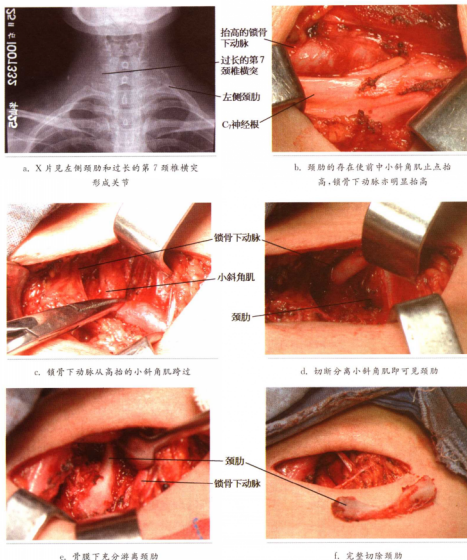 抬高的锁骨
下动脉
过长的第7
颈椎横突
左侧颈肋
C₇神经根
a. X 片见左侧颈肋和过长的第 7 颈椎横突
形成关节
b. 颈肋的存在使前中小斜角肌止点抬
高,锁骨下动脉亦明显抬高
锁骨下动脉
小斜角肌
颈肋
c. 锁骨下动脉从高抬的小斜角肌跨过
d. 切断分离小斜角肌即可见颈肋
颈肋
锁骨下动脉
e. 骨膜下充分游离颈肋
f. 完整切除颈肋